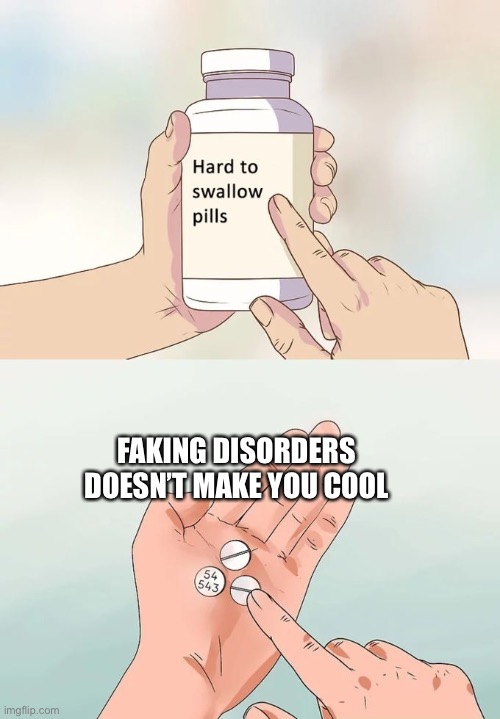 Hard to
swallow
pills
FAKING DISORDERS
DOESN'T MAKE YOU COOL
54
543
imgflip.com